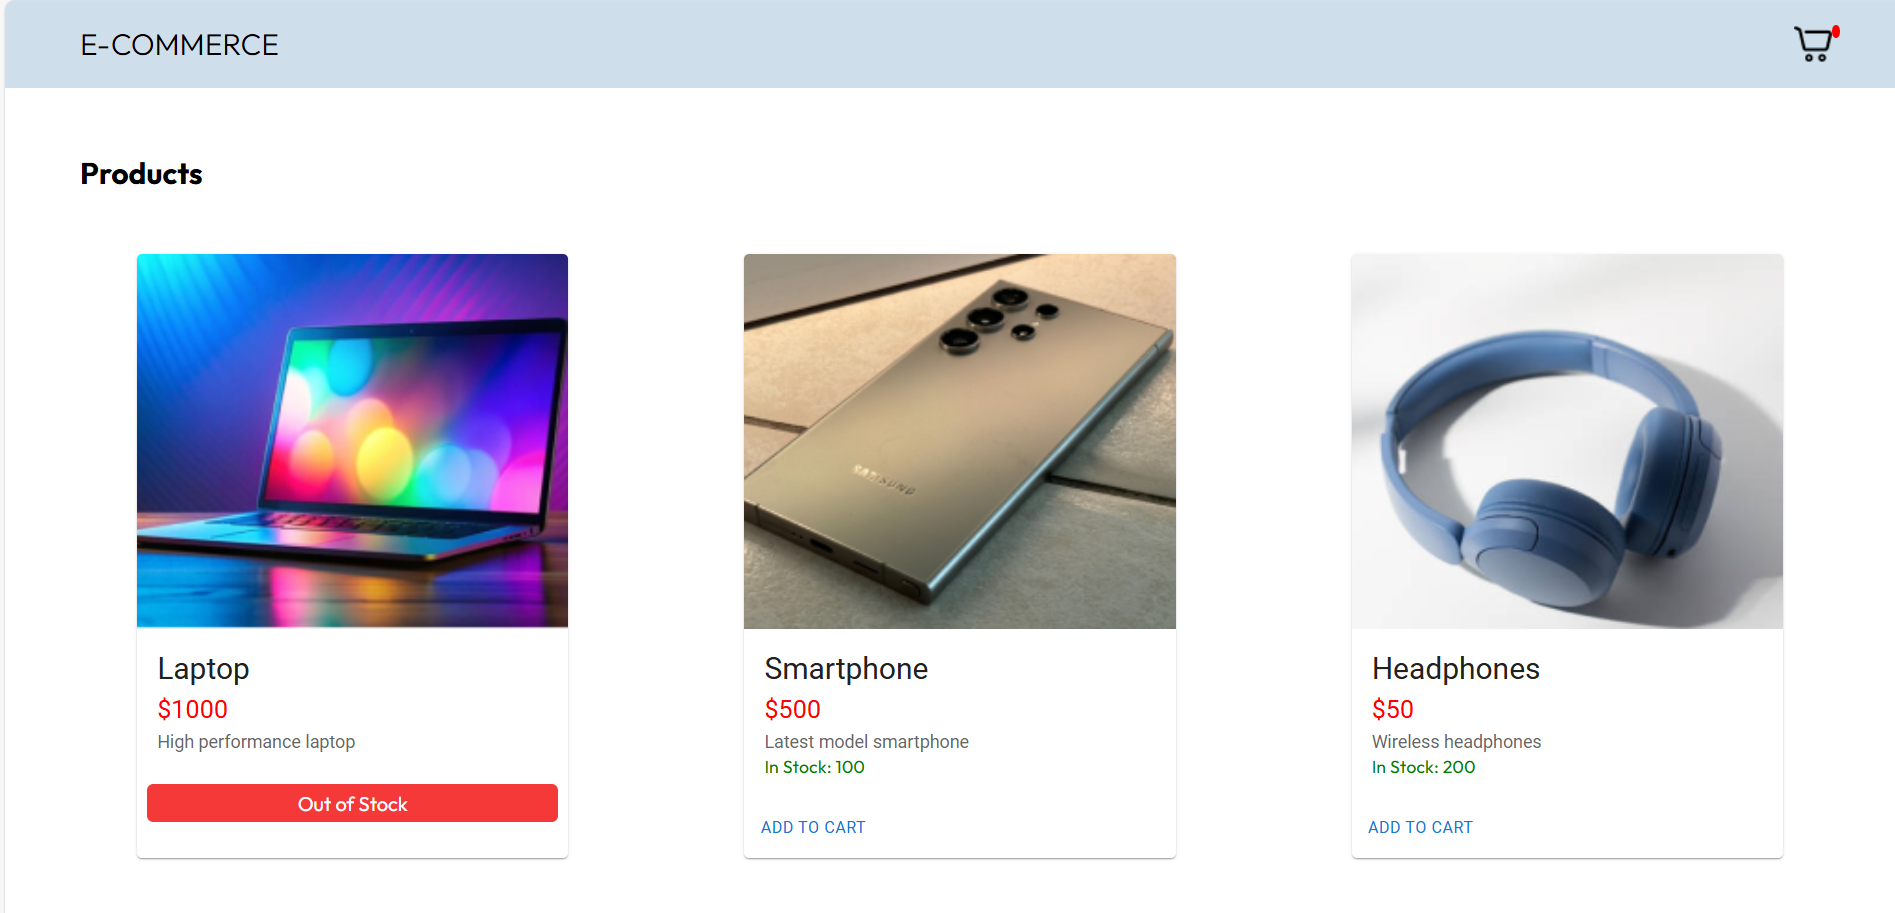 E-COMMERCE
Products
SAMSUNG
Laptop
$1000
High performance laptop
Out of Stock
Smartphone
$500
Latest model smartphone
In Stock: 100
ADD TO CART
Headphones
$50
Wireless headphones
In Stock: 200
ADD TO CART